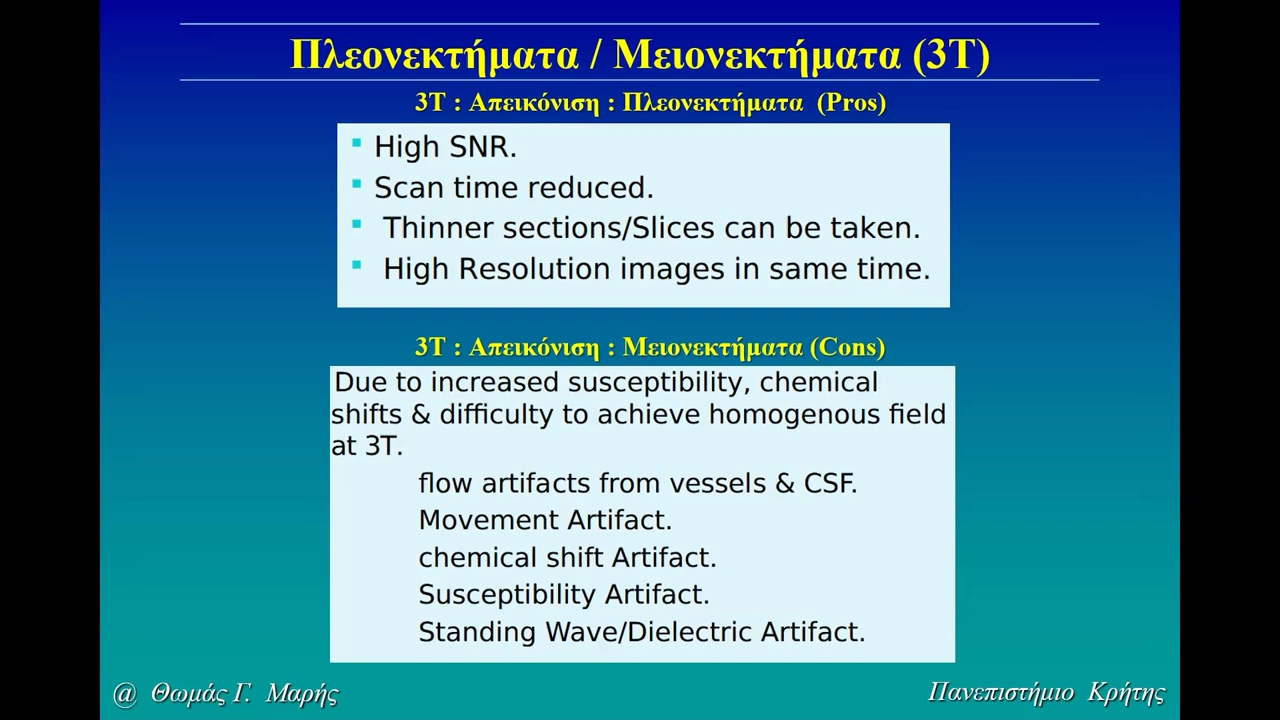 Πλεονεκτήματα / Μειονεκτήματα (3Τ)
3Τ : Απεικόνιση : Πλεονεκτήματα (Pros)
▪ High SNR.
▪ Scan time reduced.
▪ Thinner sections/Slices can be taken.
▪ High Resolution images in same time.
3Τ : Απεικόνιση : Μειονεκτήματα (Cons)
Due to increased susceptibility, chemical
shifts & difficulty to achieve homogenous field
at 3T.
flow artifacts from vessels & CSF.
Movement Artifact.
chemical shift Artifact.
Susceptibility Artifact.
Standing Wave/Dielectric Artifact.
@ Θωμάς Γ. Μαρής
Πανεπιστήμιο Κρήτης